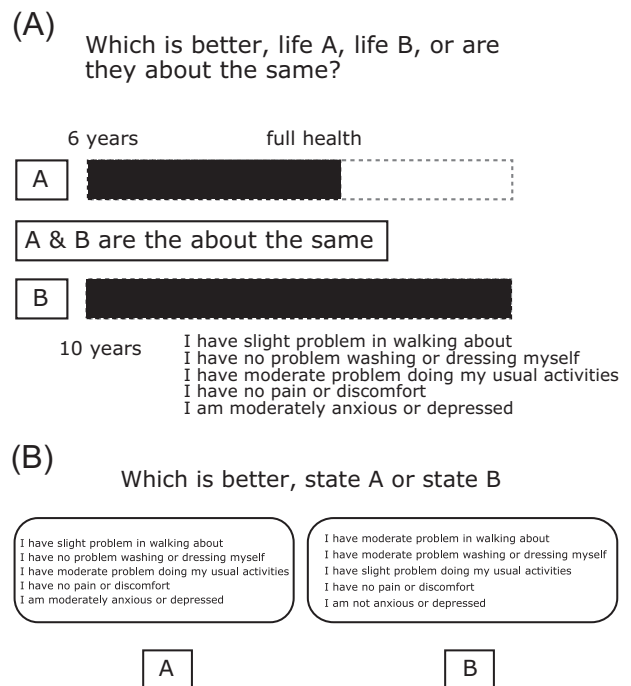 (A)
Which is better, life A, life B, or are
they about the same?
6 years full health
A
A & B are the about the same
B
10 years
I have slight problem in walking about
I have no problem washing or dressing myself
I have moderate problem doing my usual activities
I have no pain or discomfort
I am moderately anxious or depressed
(B)
Which is better, state A or state B
I have slight problem in walking about
I have no problem washing or dressing myself
I have moderate problem doing my usual activities
I have no pain or discomfort
I am moderately anxious or depressed
I have moderate problem in walking about
I have moderate problem washing or dressing myself
I have slight problem doing my usual activities
I have no pain or discomfort
I am not anxious or depressed
A
B